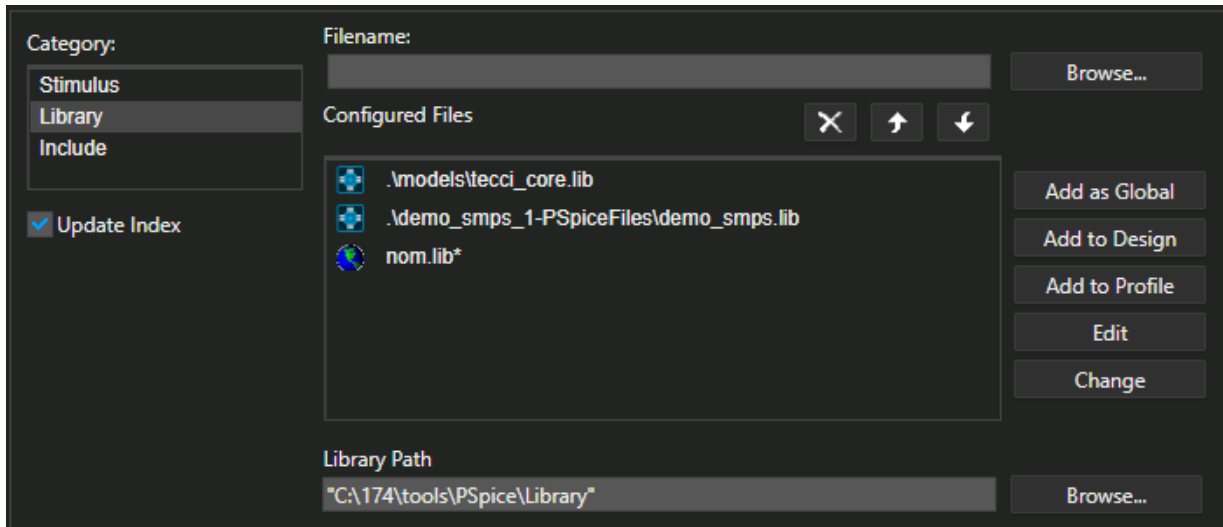 Category:
Stimulus
Library
Include
Update Index
Filename:
Browse...
Configured Files
.\models\tecci_core.lib
.\demo_smps_1-PSpiceFiles\demo_smps.lib
nom.lib*
Add as Global
Add to Design
Add to Profile
Edit
Change
Library Path
"C:\174\tools\PSpice\Library"
Browse...